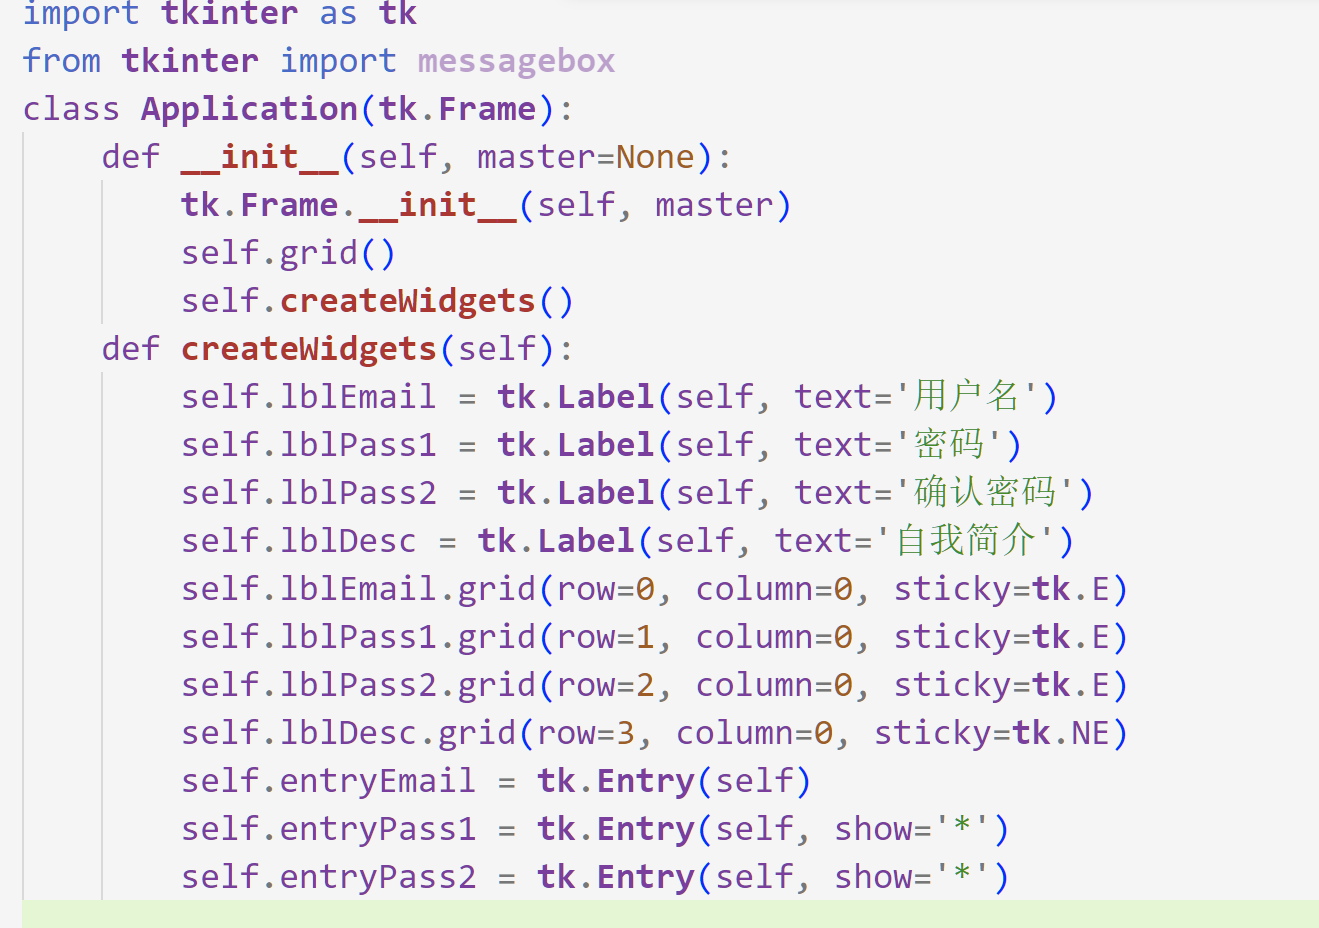 import tkinter as tk
from tkinter import messagebox
class Application(tk.Frame):
    def __init__(self, master=None):
        tk.Frame.__init__(self, master)
        self.grid()
        self.createWidgets()
    def createWidgets(self):
        self.lblEmail = tk.Label(self, text='用户名')
        self.lblPass1 = tk.Label(self, text='密码')
        self.lblPass2 = tk.Label(self, text='确认密码')
        self.lblDesc = tk.Label(self, text='自我简介')
        self.lblEmail.grid(row=0, column=0, sticky=tk.E)
        self.lblPass1.grid(row=1, column=0, sticky=tk.E)
        self.lblPass2.grid(row=2, column=0, sticky=tk.E)
        self.lblDesc.grid(row=3, column=0, sticky=tk.NE)
        self.entryEmail = tk.Entry(self)
        self.entryPass1 = tk.Entry(self, show='*')
        self.entryPass2 = tk.Entry(self, show='*')